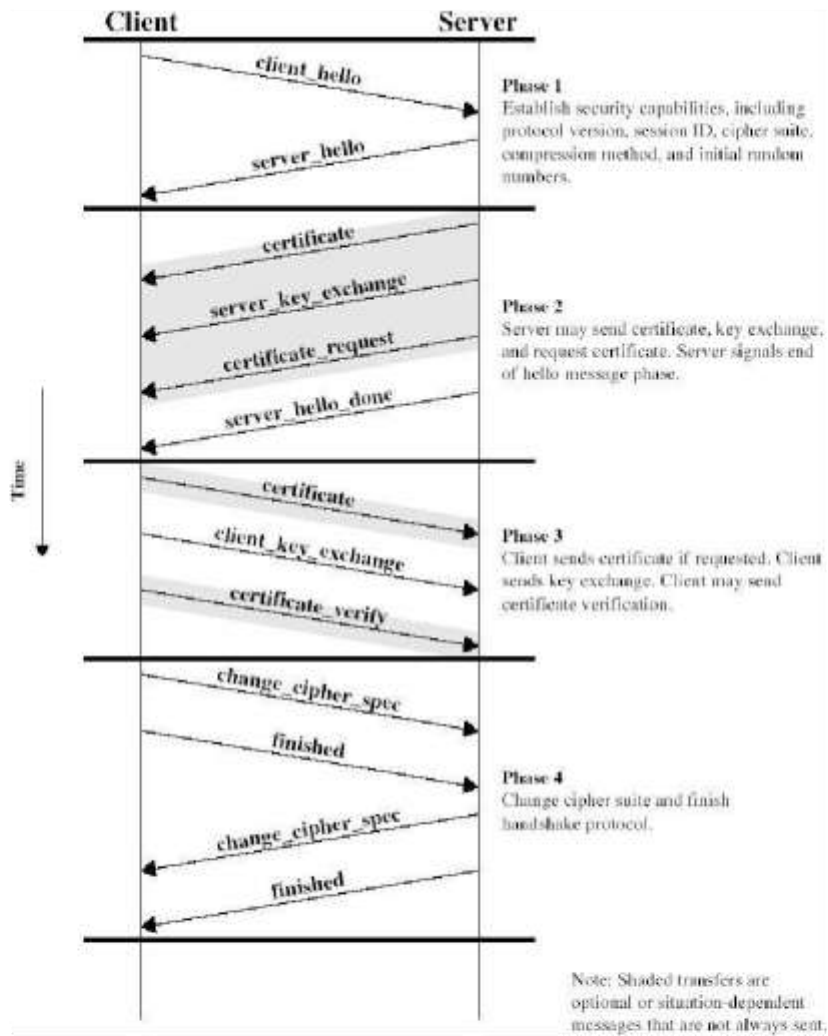 Client Server
client_hello
Phase 1
Establish security capabilities, including
protocol version, session ID, cipher suite,
compression method, and initial random
numbers.
server_hello
certificate
server_key_exchange
Phase 2
Server may send certificate, key exchange,
and request certificate. Server signals end
of hello message phase.
certificate_request
server_hello_done
Time
certificate
client_key_exchange
Phase 3
Client sends certificate if requested. Client
sends key exchange. Client may send
certificate verification.
certificate_verify
change_cipher_spec
finished
Phase 4
Change cipher suite and finish
handshake protocol.
change_cipher_spec
finished
Note: Shaded transfers are
optional or situation-dependent
messages that are not always sent